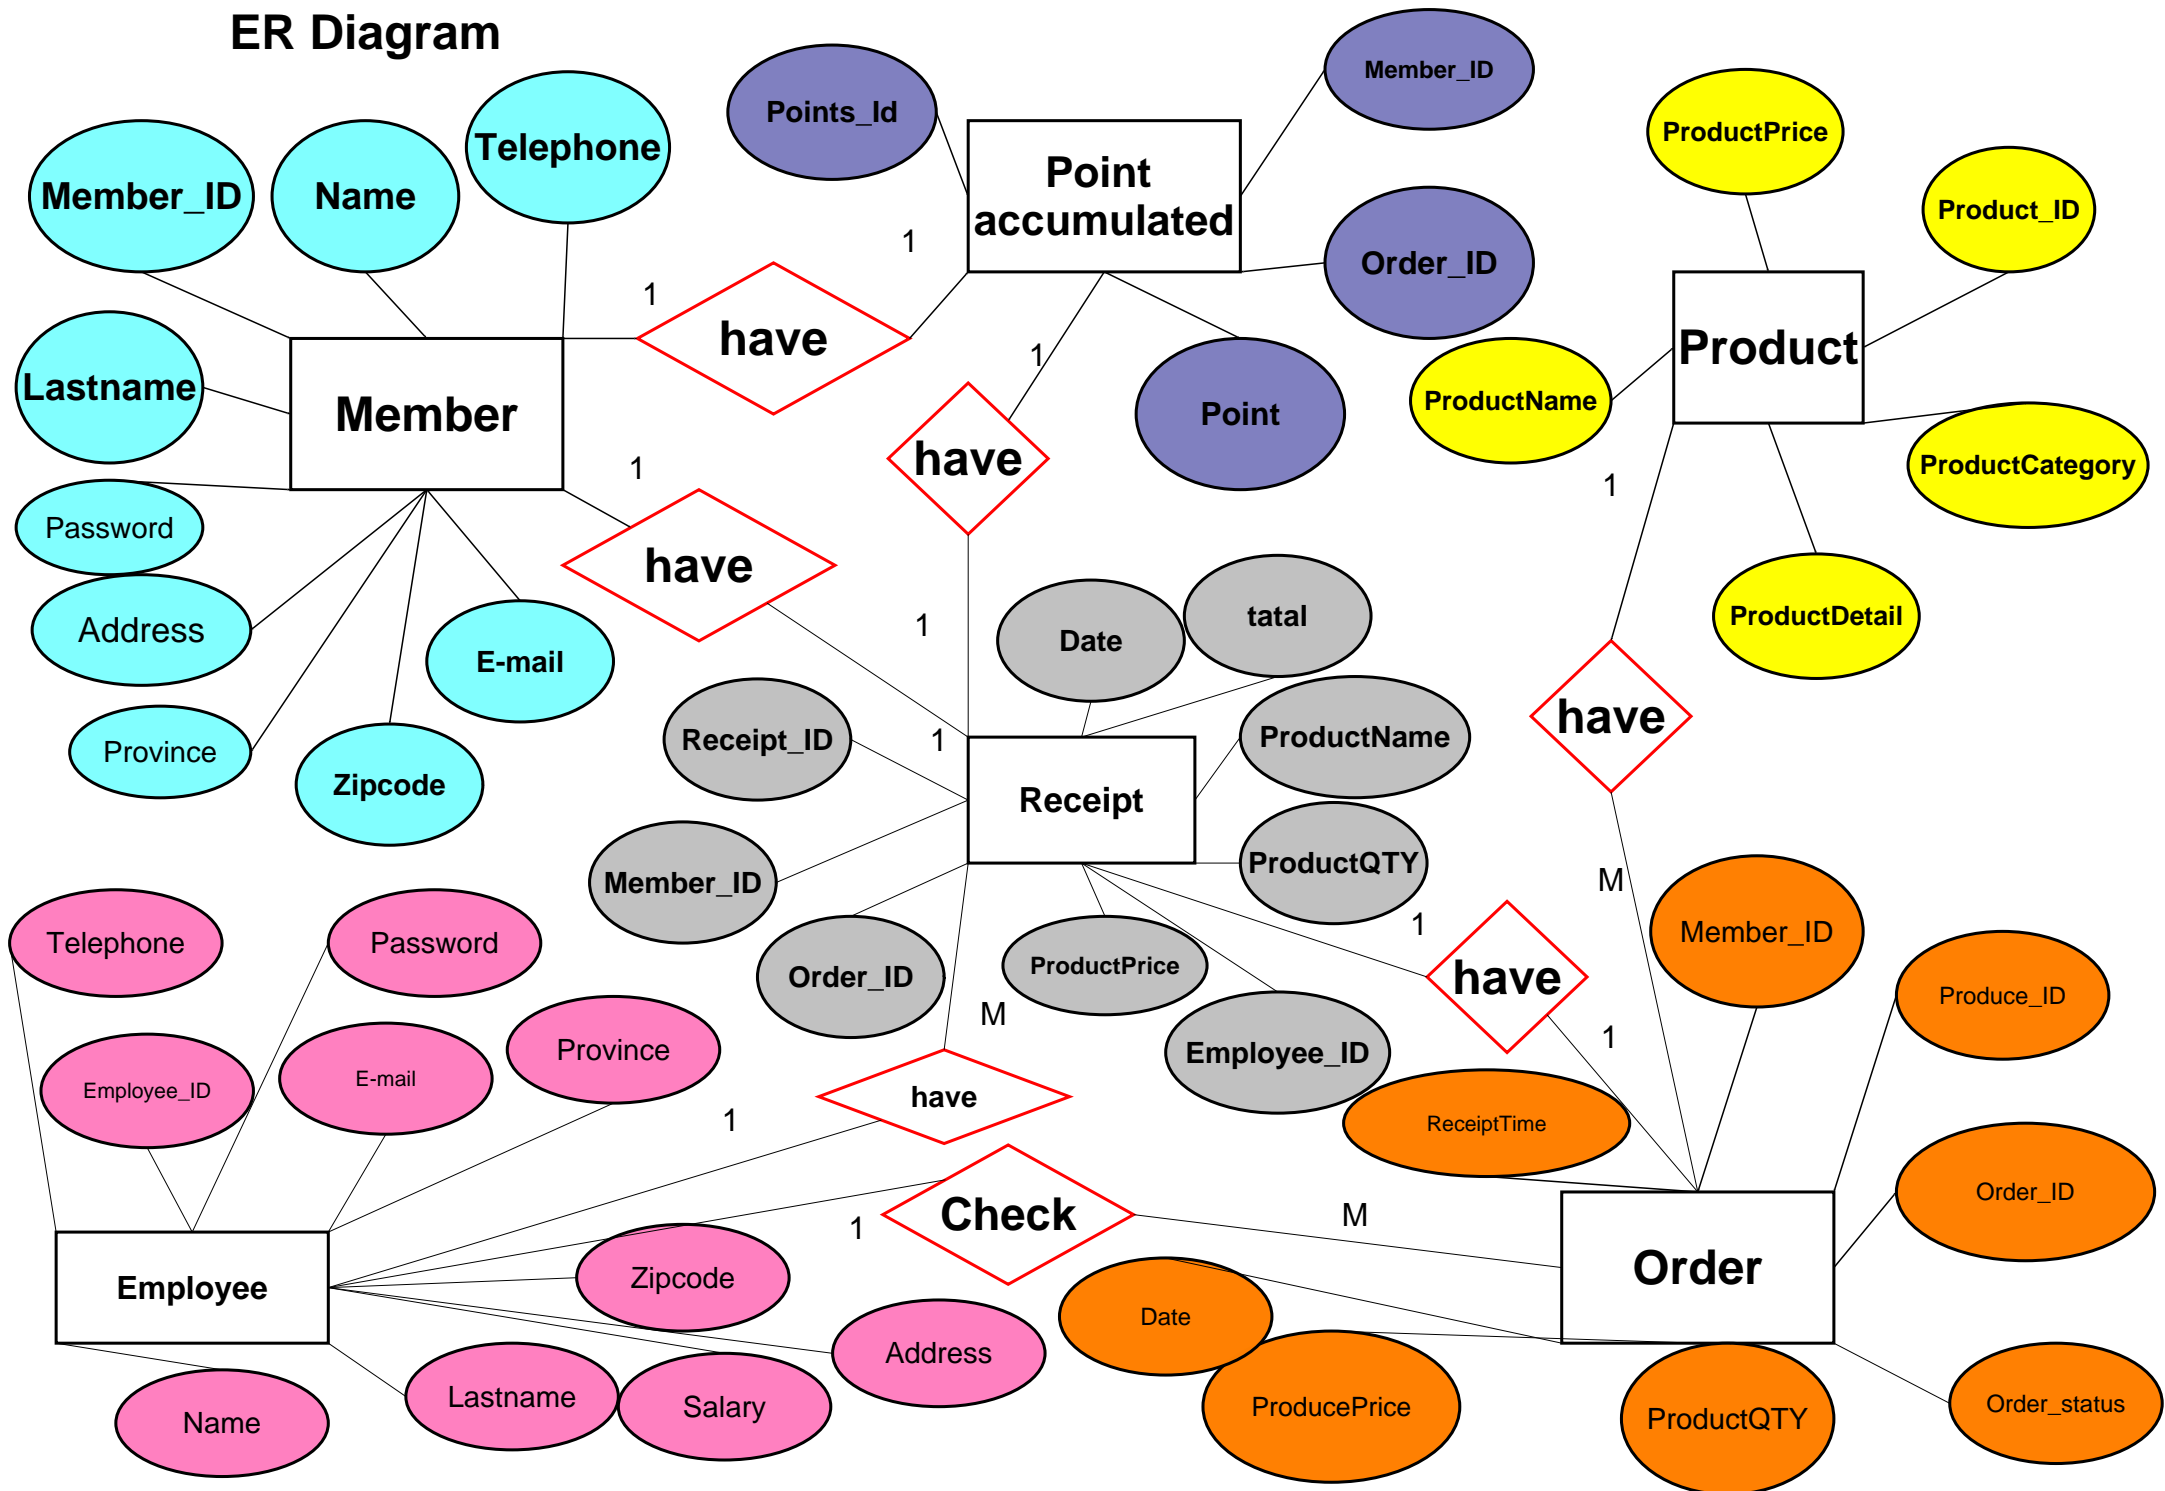 ER Diagram
Member_ID
Points_Id
Telephone
ProductPrice
Member_ID
Name
Point
accumulated
Product_ID
1
Order_ID
1
have
Product
Lastname
1
ProductName
Member
Point
have
1
ProductCategory
1
Password
have
Date
tatal
ProductDetail
Address
1
E-mail
have
Province
Receipt_ID
1
ProductName
Zipcode
Receipt
Member_ID
ProductQTY
M
Telephone
Password
1
Member_ID
Order_ID
ProductPrice
have
Produce_ID
M
Province
Employee_ID
1
Employee_ID
E-mail
have
1
ReceiptTime
Check
1
M
Order_ID
Employee
Zipcode
Order
Date
Address
Name
Lastname
Salary
ProducePrice
ProductQTY
Order_status